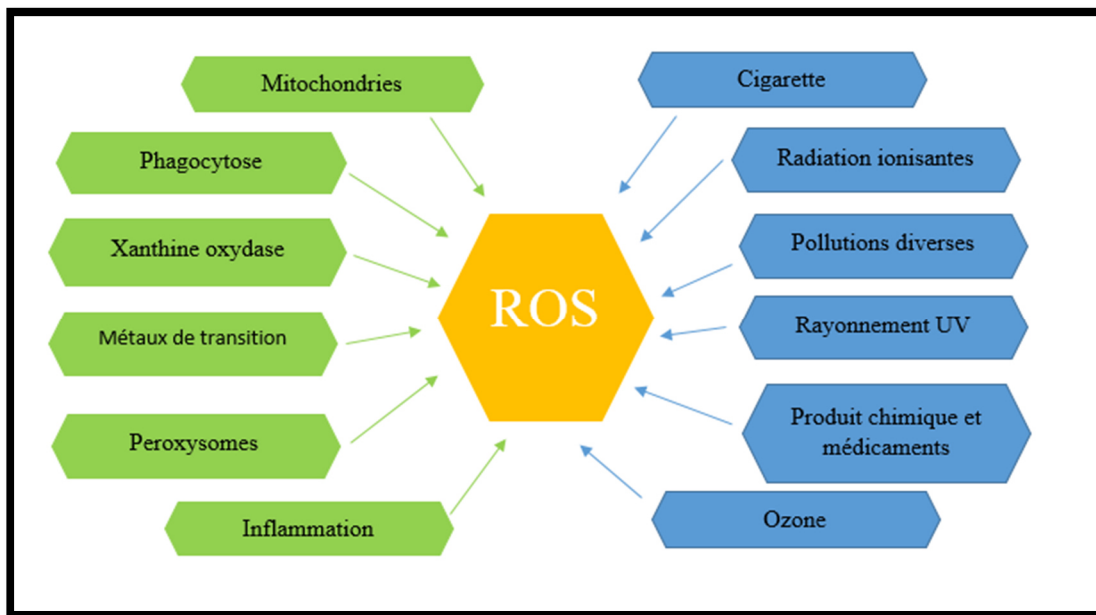 Mitochondries
Phagocytose
Xanthine oxydase
Métaux de transition
Peroxysomes
Inflammation
ROS
Cigarette
Radiation ionisantes
Pollutions diverses
Rayonnement UV
Produit chimique et
médicaments
Ozone